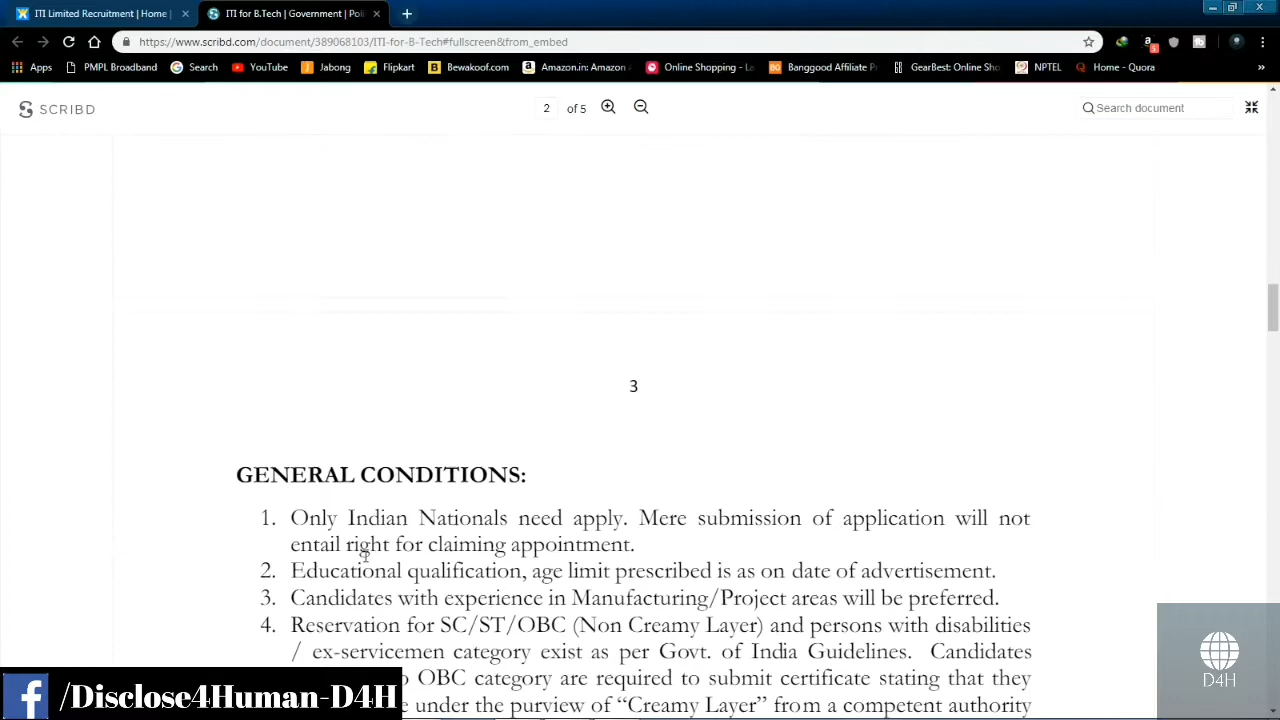 ITI Limited Recruitment | Home |
ITI for B.Tech | Government | Poli
https://www.scribd.com/document/389068103/ITI-for-B-Tech#fullscreen&from_embed
5
Apps PMPL Broadband Search YouTube Jabong Flipkart Bewakoof.com Amazon.in: Amazon Online Shopping - La Banggood Affiliate P GearBest: Online Sho NPTEL Home - Quora »
SCRIBD
2 of 5
Search document
3
GENERAL CONDITIONS:
1. Only Indian Nationals need apply. Mere submission of application will not
entail right for claiming appointment.
2. Educational qualification, age limit prescribed is as on date of advertisement.
3. Candidates with experience in Manufacturing/Project areas will be preferred.
4. Reservation for SC/ST/OBC (Non Creamy Layer) and persons with disabilities
/ ex-servicemen category exist as per Govt. of India Guidelines. Candidates
OBC category are required to submit certificate stating that they
under the purview of “Creamy Layer” from a competent authority
f /Disclose4Human-D4H
D4H